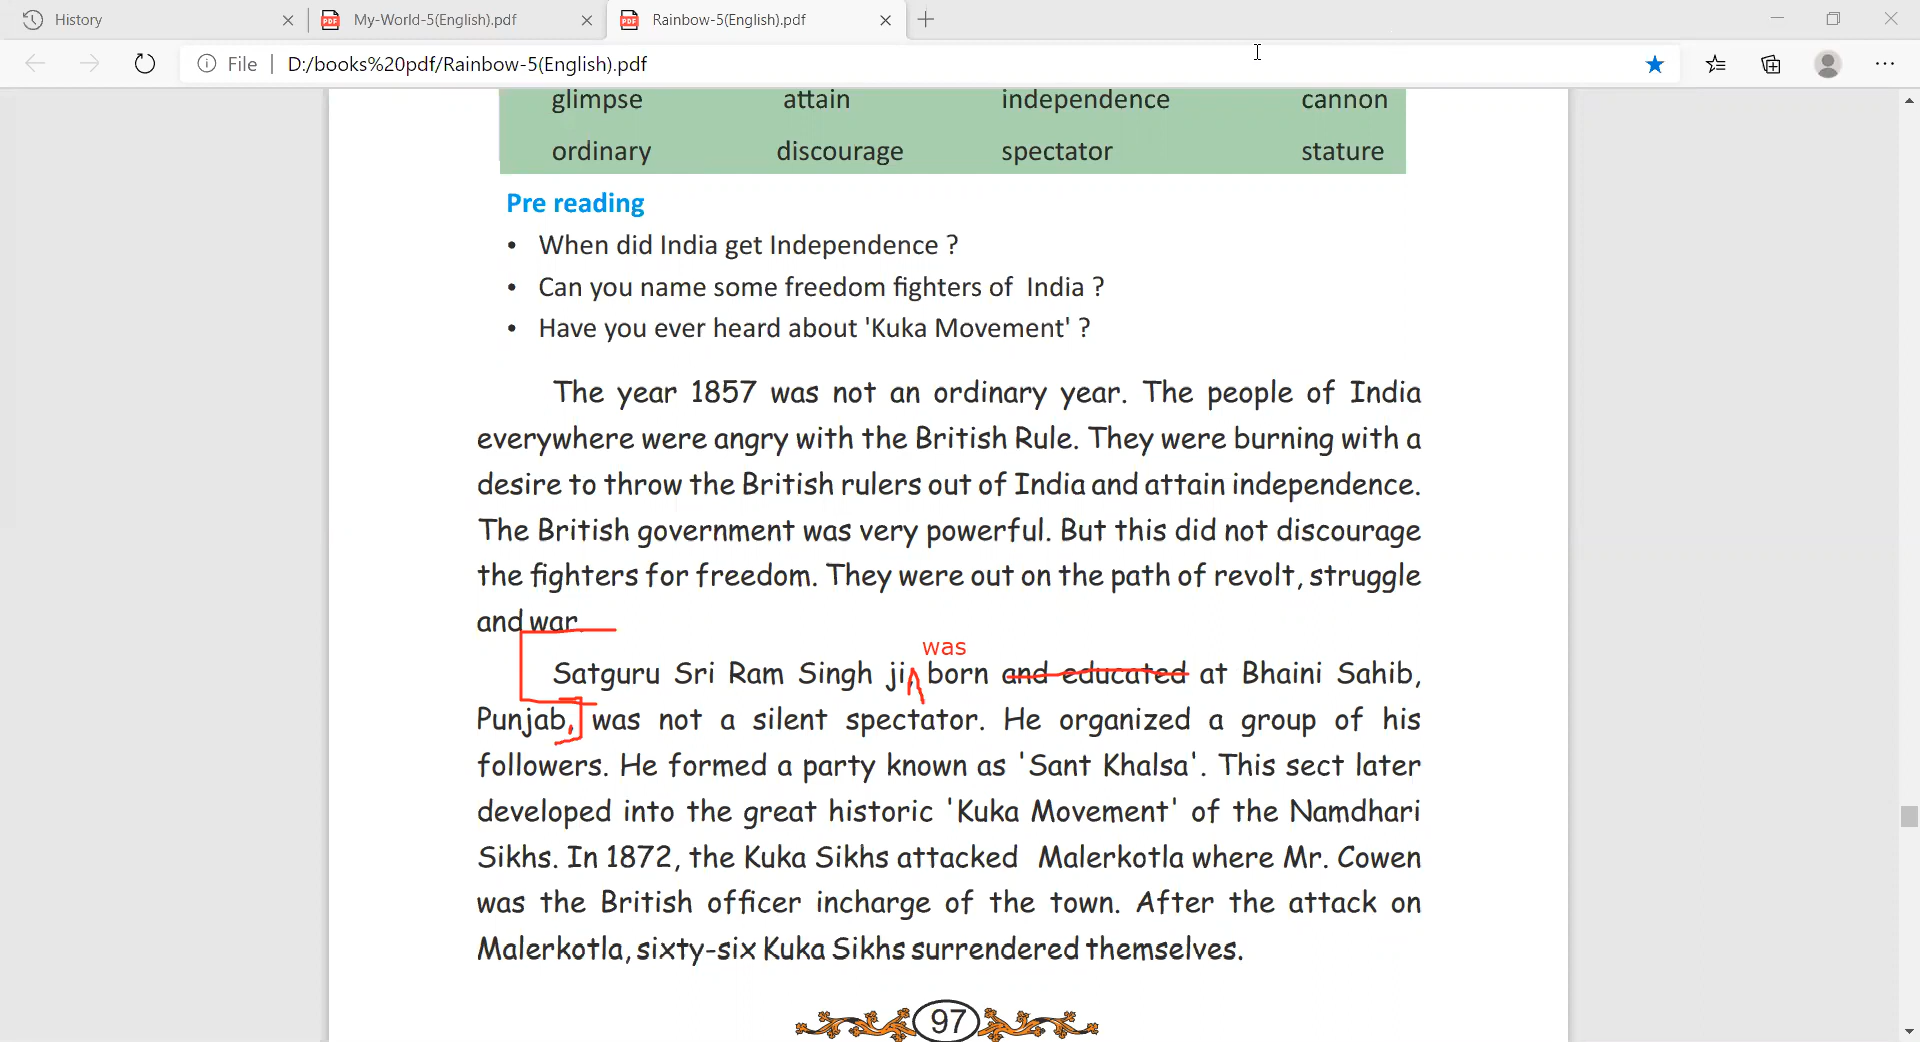 History My-World-5(English).pdf Rainbow-5(English).pdf
File D:/books%20pdf/Rainbow-5(English).pdf
glimpse attain independence cannon
ordinary discourage spectator stature
Pre reading
• When did India get Independence ?
• Can you name some freedom fighters of India ?
• Have you ever heard about 'Kuka Movement' ?
The year 1857 was not an ordinary year. The people of India
everywhere were angry with the British Rule. They were burning with a
desire to throw the British rulers out of India and attain independence.
The British government was very powerful. But this did not discourage
the fighters for freedom. They were out on the path of revolt, struggle
and war.
was
Satguru Sri Ram Singh ji, born and educated at Bhaini Sahib,
Punjab, was not a silent spectator. He organized a group of his
followers. He formed a party known as 'Sant Khalsa'. This sect later
developed into the great historic 'Kuka Movement' of the Namdhari
Sikhs. In 1872, the Kuka Sikhs attacked Malerkotla where Mr. Cowen
was the British officer incharge of the town. After the attack on
Malerkotla, sixty-six Kuka Sikhs surrendered themselves.
97